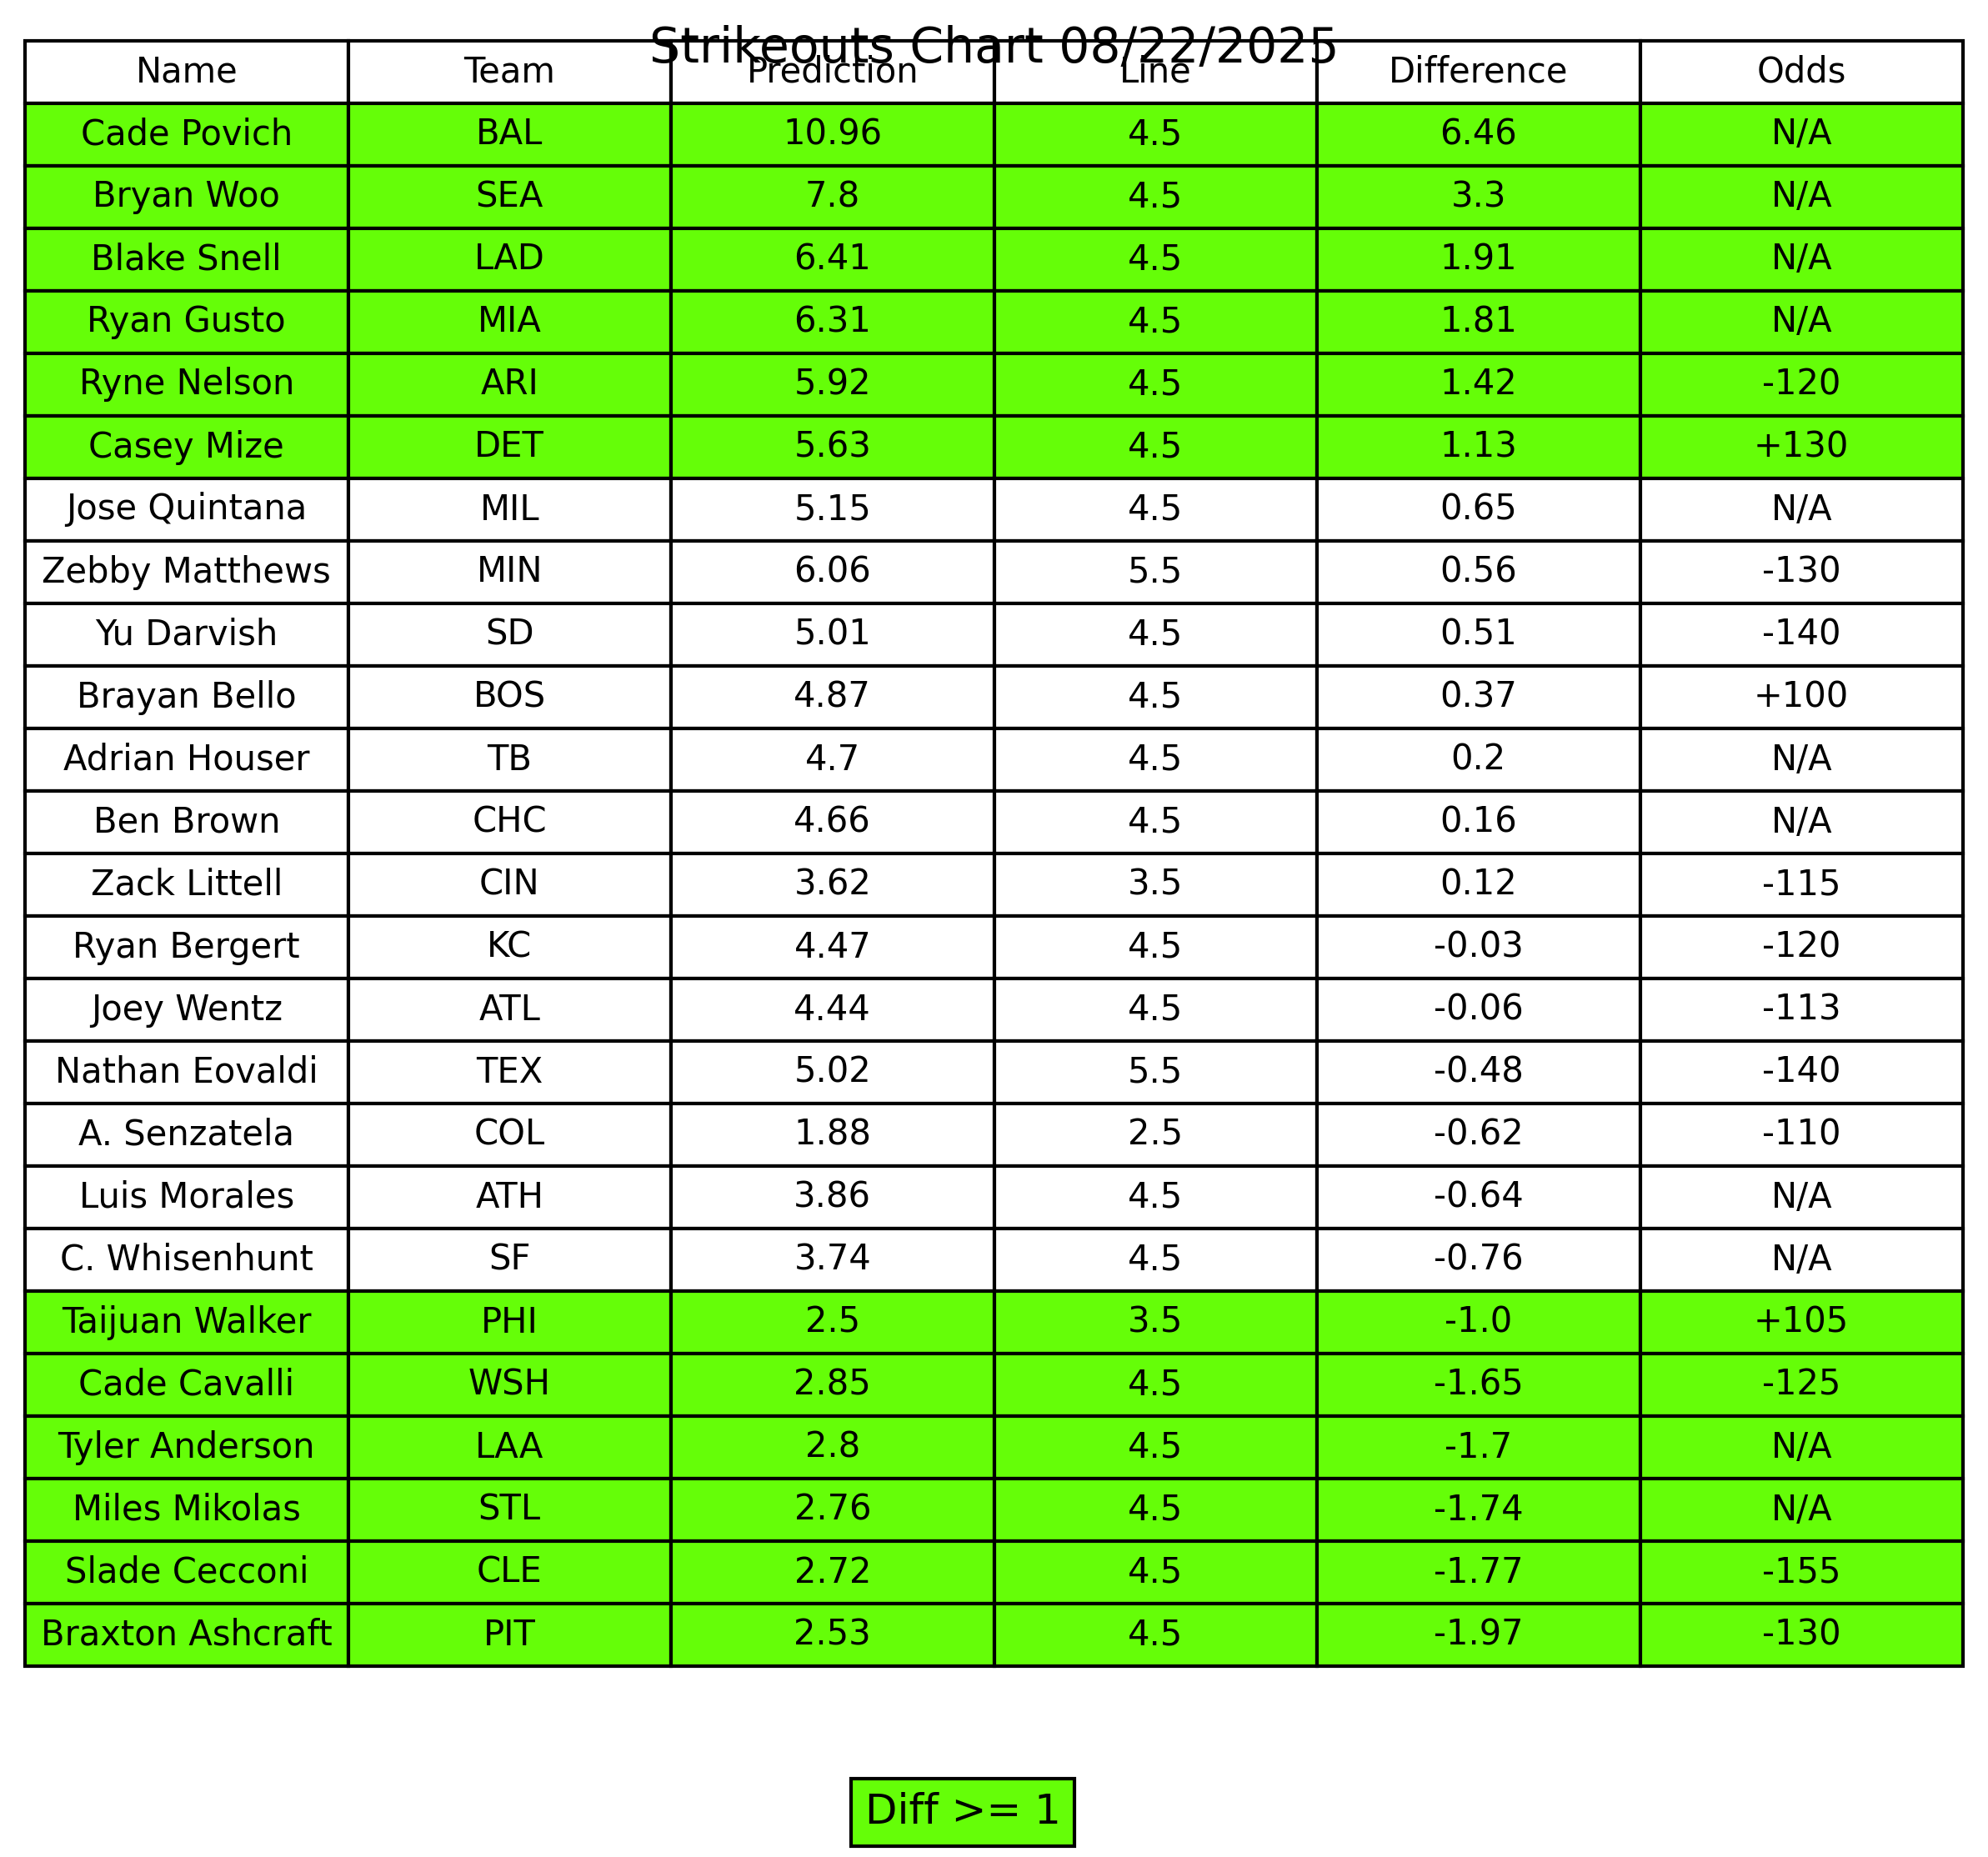 Strikeouts Chart 08/22/2025
Name Team Prediction Line Difference Odds
Cade Povich BAL 10.96 4.5 6.46 N/A
Bryan Woo SEA 7.8 4.5 3.3 N/A
Blake Snell LAD 6.41 4.5 1.91 N/A
Ryan Gusto MIA 6.31 4.5 1.81 N/A
Ryne Nelson ARI 5.92 4.5 1.42 -120
Casey Mize DET 5.63 4.5 1.13 +130
Jose Quintana MIL 5.15 4.5 0.65 N/A
Zebby Matthews MIN 6.06 5.5 0.56 -130
Yu Darvish SD 5.01 4.5 0.51 -140
Brayan Bello BOS 4.87 4.5 0.37 +100
Adrian Houser TB 4.7 4.5 0.2 N/A
Ben Brown CHC 4.66 4.5 0.16 N/A
Zack Littell CIN 3.62 3.5 0.12 -115
Ryan Bergert KC 4.47 4.5 -0.03 -120
Joey Wentz ATL 4.44 4.5 -0.06 -113
Nathan Eovaldi TEX 5.02 5.5 -0.48 -140
A. Senzatela COL 1.88 2.5 -0.62 -110
Luis Morales ATH 3.86 4.5 -0.64 N/A
C. Whisenhunt SF 3.74 4.5 -0.76 N/A
Taijuan Walker PHI 2.5 3.5 -1.0 +105
Cade Cavalli WSH 2.85 4.5 -1.65 -125
Tyler Anderson LAA 2.8 4.5 -1.7 N/A
Miles Mikolas STL 2.76 4.5 -1.74 N/A
Slade Cecconi CLE 2.72 4.5 -1.77 -155
Braxton Ashcraft PIT 2.53 4.5 -1.97 -130
Diff >= 1